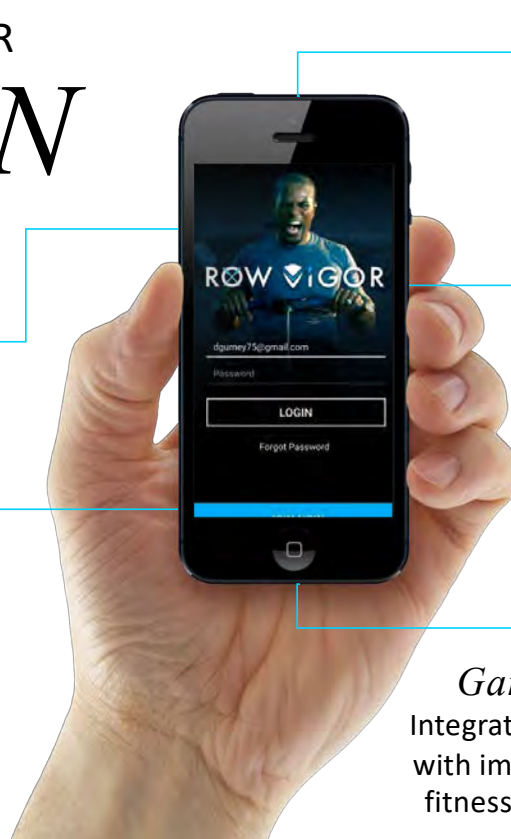 R
N
ROW ViGOR
dgurney75@gmail.com
Password
LOGIN
Forgot Password
Gar
Integrat
with im
fitness